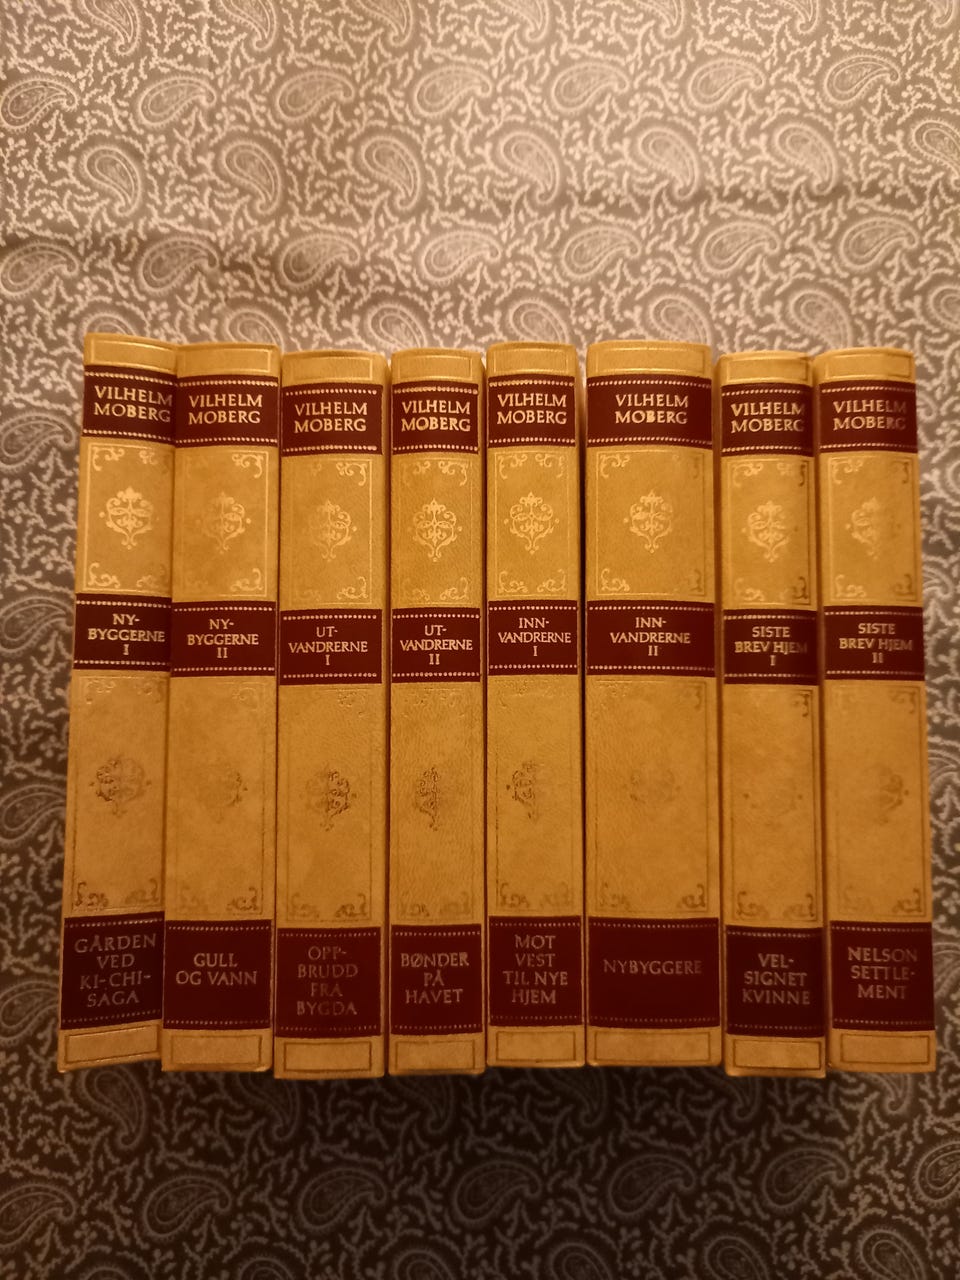 VILHELM
MOBERG
NY-
BYGGERNE
I
GÅRDEN
VED
KI-CHI-
SAGA
VILHELM
MOBERG
NY-
BYGGERNE
II
GULL
OG VANN
VILHELM
MOBERG
UT-
VANDRERNE
I
OPP-
BRUDD
FRA
BYGDA
VILHELM
MOBERG
UT-
VANDRERNE
II
BØNDER
PÅ
HAVET
VILHELM
MOBERG
INN-
VANDRERNE
I
MOT
VEST
TIL NYE
HJEM
VILHELM
MOBERG
INN-
VANDRERNE
II
NYBYGGERE
VILHELM
MOBERG
SISTE
BREV HJEM
I
VEL-
SIGNET
KVINNE
VILHELM
MOBERG
SISTE
BREV HJEM
II
NELSON
SETTLE-
MENT